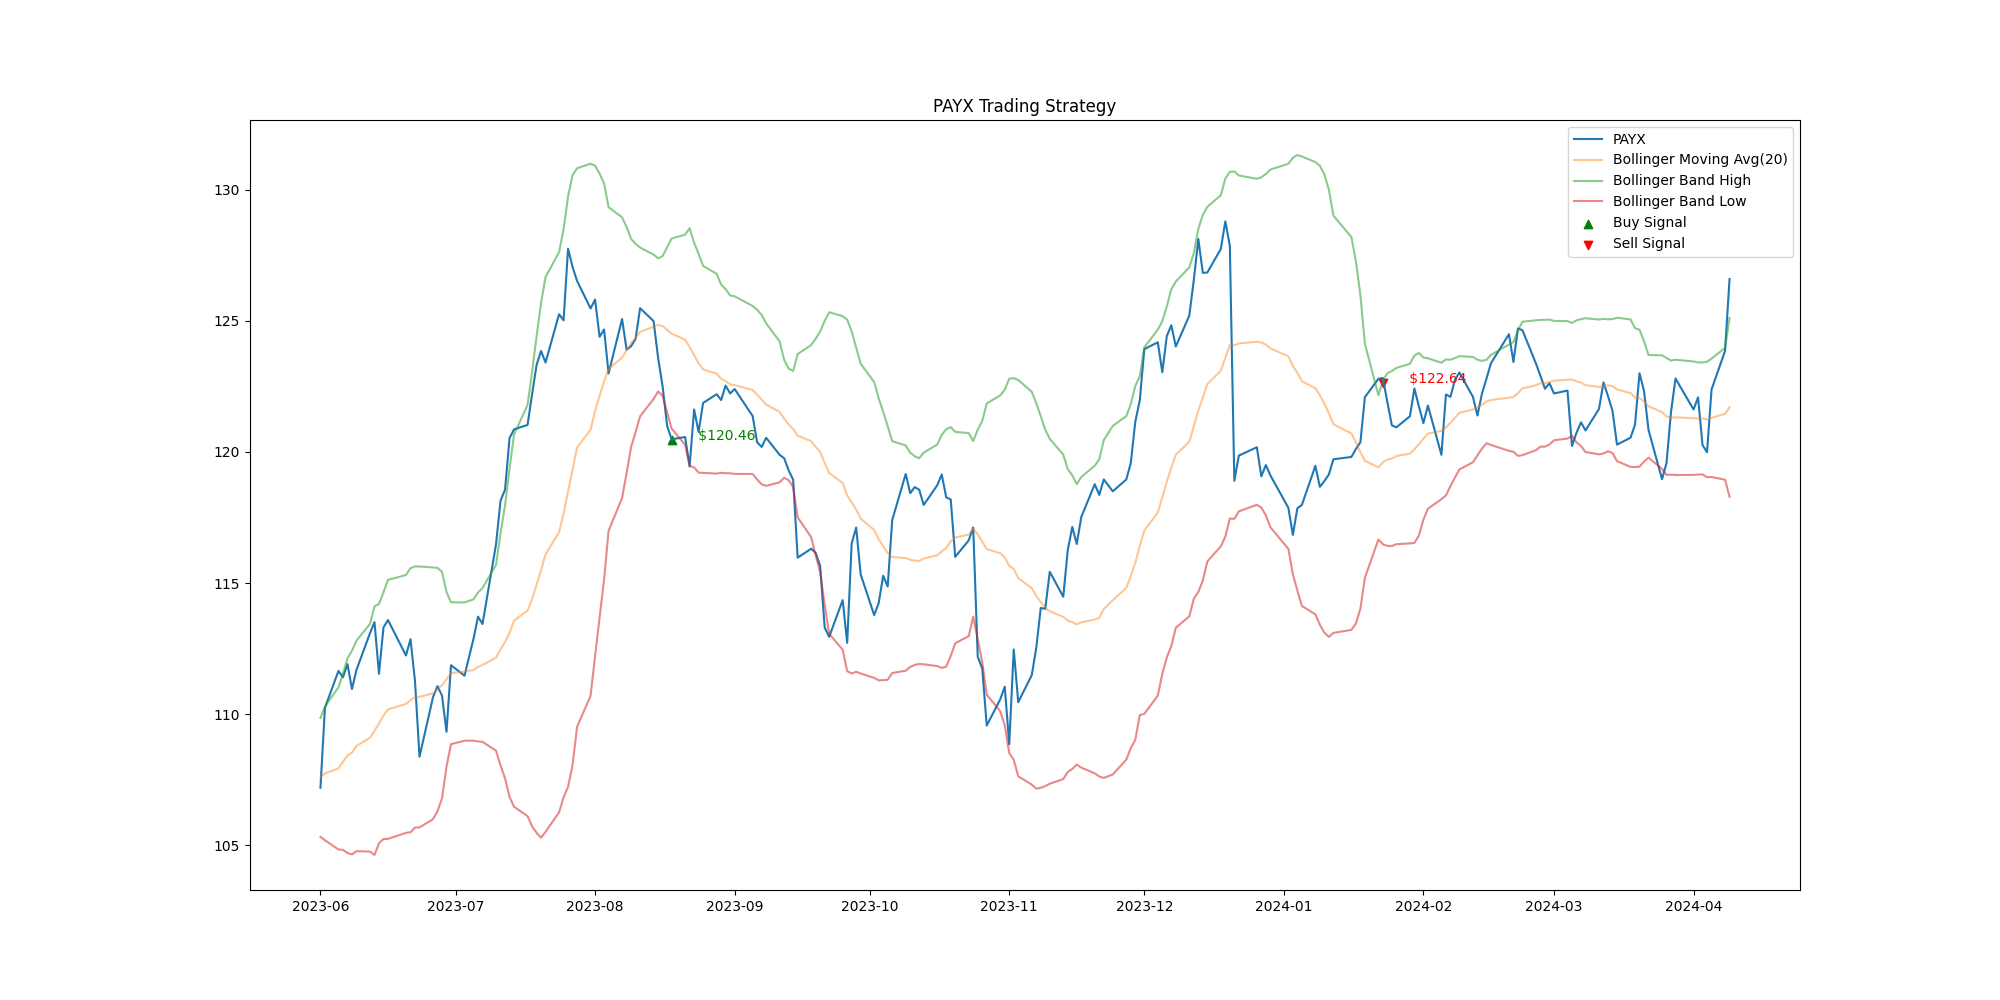 PAYX Trading Strategy
PAYX
Bollinger Moving Avg(20)
Bollinger Band High
Bollinger Band Low
Buy Signal
Sell Signal
130
125
120
115
110
105
$122.64
$120.46
2023-06
2023-07
2023-08
2023-09
2023-10
2023-11
2023-12
2024-01
2024-02
2024-03
2024-04